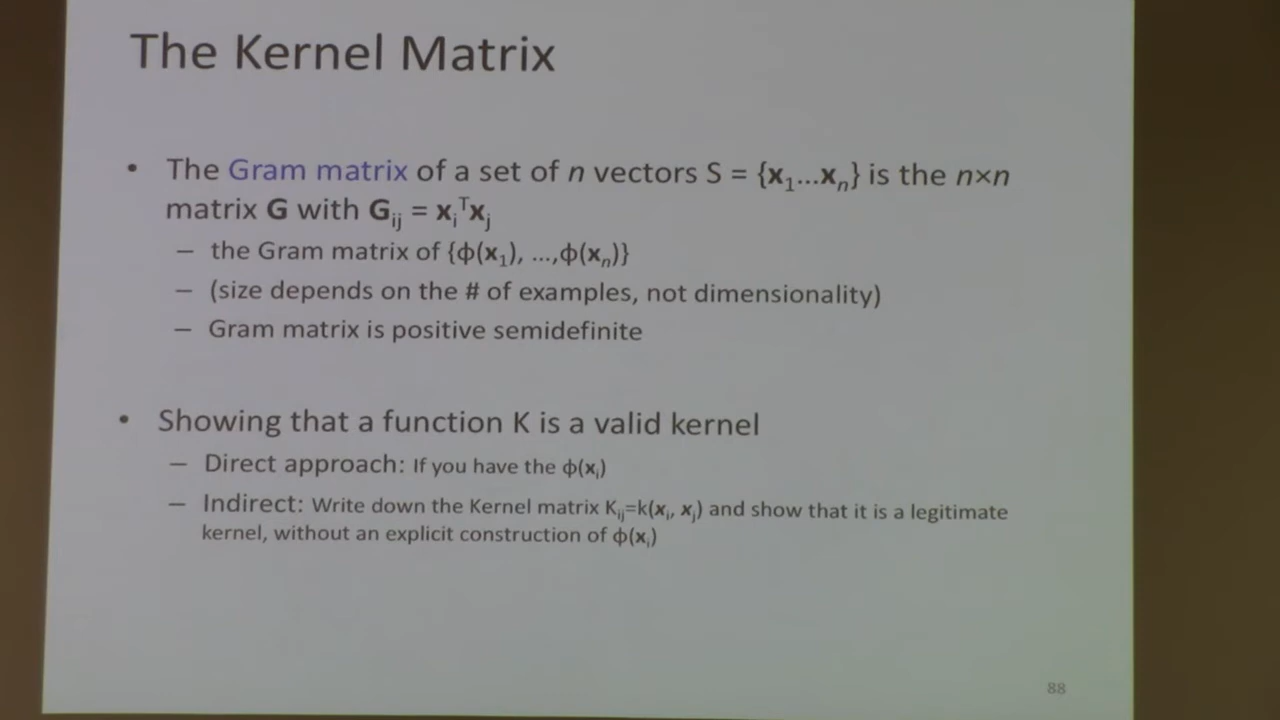 The Kernel Matrix
• The Gram matrix of a set of n vectors S = {x₁…xₙ} is the n×n
matrix G with Gᵢⱼ = xᵢᵀxⱼ
– the Gram matrix of {ϕ(x₁), …,ϕ(xₙ)}
– (size depends on the # of examples, not dimensionality)
– Gram matrix is positive semidefinite
• Showing that a function K is a valid kernel
– Direct approach: If you have the ϕ(xᵢ)
– Indirect: Write down the Kernel matrix Kᵢⱼ=k(xᵢ, xⱼ) and show that it is a legitimate
kernel, without an explicit construction of ϕ(xᵢ)
88